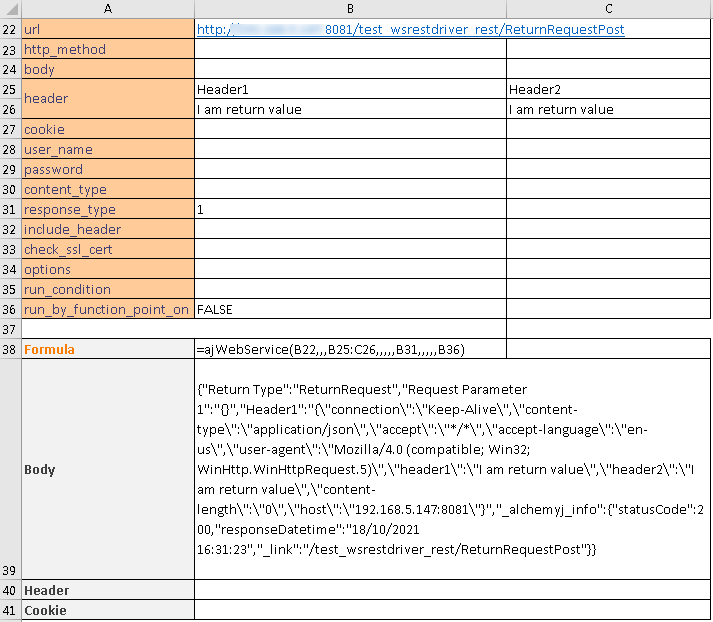 A B C
22 url http:/ 8081/test_wsrestdriver_rest/ReturnRequestPost
23 http_method
24 body
25 Header1 Header2
header
26 I am return value I am return value
27 cookie
28 user_name
29 password
30 content_type
31 response_type 1
32 include_header
33 check_ssl_cert
34 options
35 run_condition
36 run_by_function_point_on FALSE
37
38 Formula =ajWebService(B22,,,B25:C26,,,,,B31,,,,,B36)
{"Return Type":"ReturnRequest","Request Parameter
1":"{}","Header1":"{\"connection\":\"Keep-Alive\",\"content-
type\":\"application/json\",\"accept\":\"*/*\",\"accept-language\":\"en-
us\",\"user-agent\":\"Mozilla/4.0 (compatible; Win32;
WinHttp.WinHttpRequest.5)\",\"header1\":\"I am return value\",\"header2\":\"I
Body
am return value\",\"content-
length\":\"0\",\"host\":\"192.168.5.147:8081\"}","_alchemyj_info":{"statusCode":2
00,"responseDatetime":"18/10/2021
16:31:23","_link":"/test_wsrestdriver_rest/ReturnRequestPost"}}
39
40 Header
41 Cookie